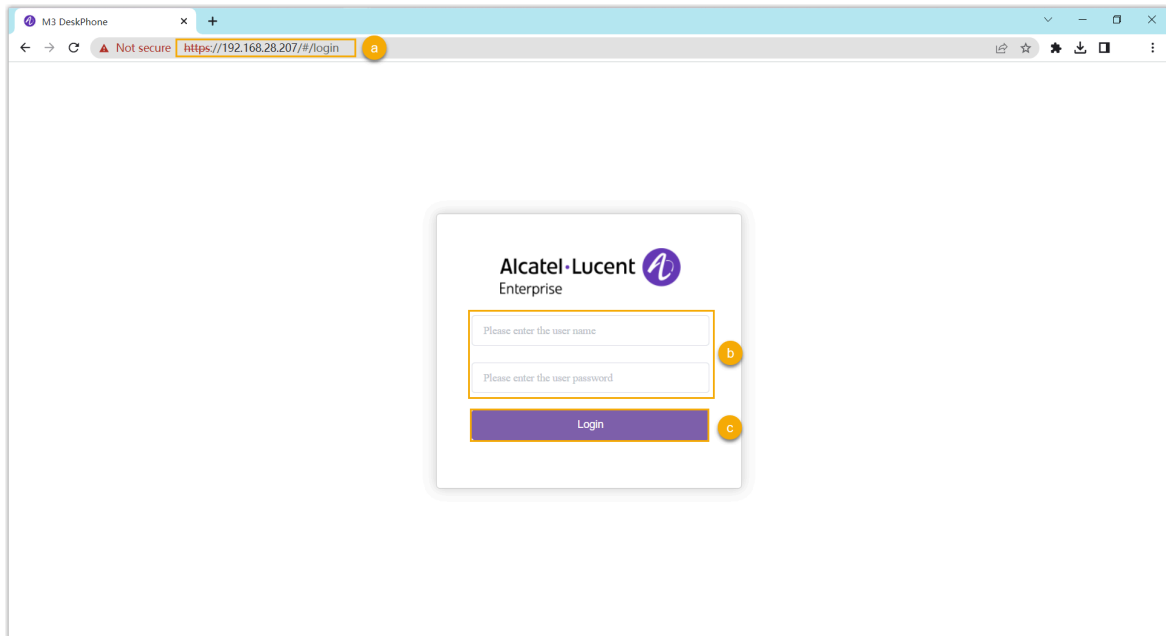 M3 DeskPhone
Not secure https://192.168.28.207/#/login a
Alcatel·Lucent
Enterprise
Please enter the user name
b
Please enter the user password
Login c